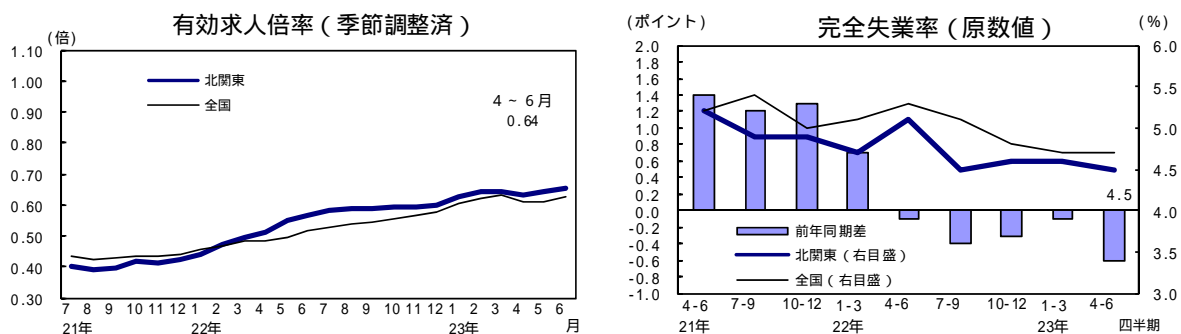 有効求人倍率（季節調整済）
(倍)
1.10
1.00
0.90
0.80
0.70
0.60
0.50
0.40
0.30
北関東
全国
4～6月
0.64
7 8 9 10 11 12 1 2 3 4 5 6 7 8 9 10 11 12 1 2 3 4 5 6
21年 22年 23年 月
完全失業率（原数値）
(ポイント) (%)
2.0
1.8
1.6
1.4
1.2
1.0
0.8
0.6
0.4
0.2
0.0
-0.2
-0.4
-0.6
-0.8
-1.0
6.0
5.5
5.0
4.5
4.0
3.5
3.0
4.5
前年同期差
北関東（右目盛）
全国（右目盛）
4-6 7-9 10-12 1-3 4-6 7-9 10-12 1-3 4-6
21年 22年 23年 四半期